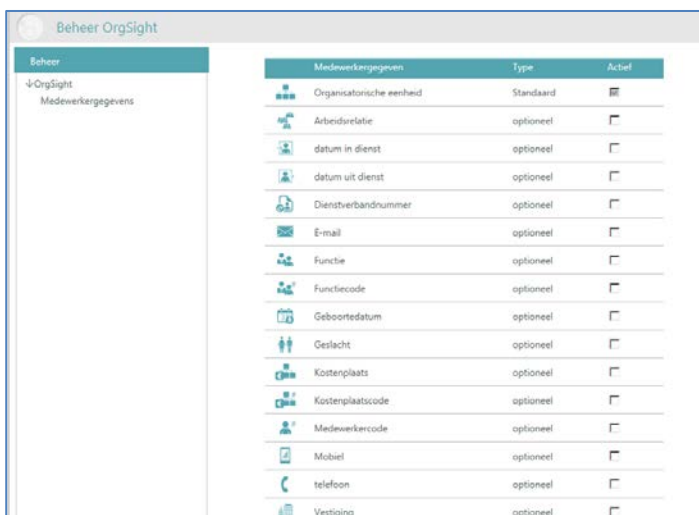 Beheer OrgSight
Beheer
OrgSight
Medewerkergegevens
Medewerkergegeven Type Actief
Organisatorische eenheid Standaard
Arbeidsrelatie optioneel
datum in dienst optioneel
datum uit dienst optioneel
Dienstverbandnummer optioneel
E-mail optioneel
Functie optioneel
Functiecode optioneel
Geboortedatum optioneel
Geslacht optioneel
Kostenplaats optioneel
Kostenplaatscode optioneel
Medewerkercode optioneel
Mobiel optioneel
telefoon optioneel
Vestiging optioneel